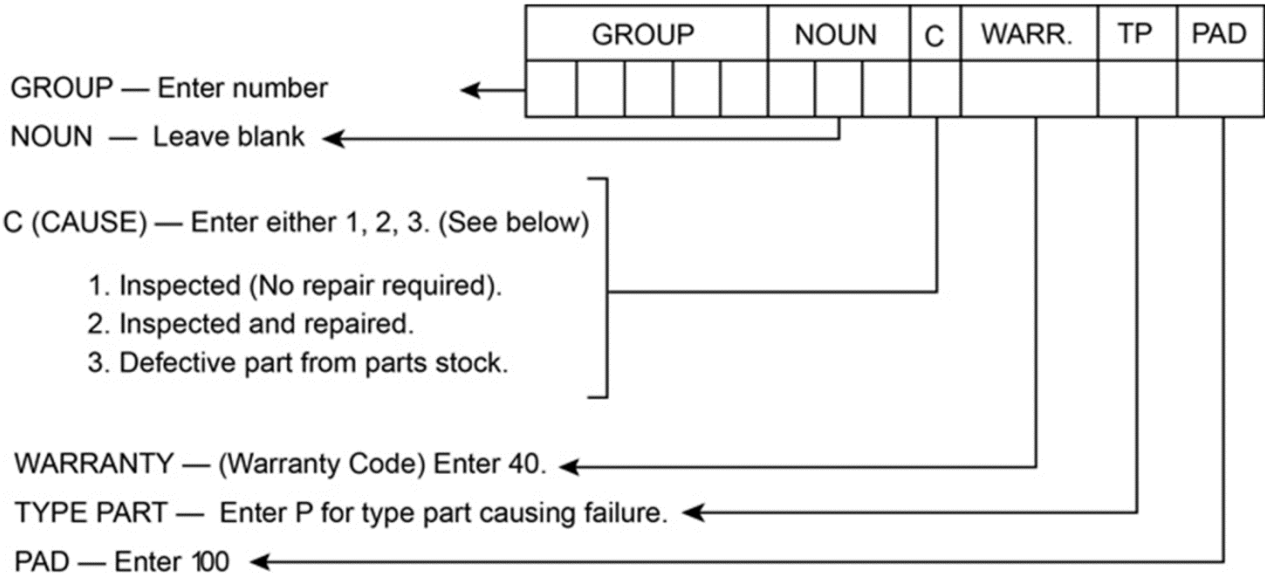 GROUP NOUN C WARR. TP PAD
GROUP — Enter number
NOUN — Leave blank
C (CAUSE) — Enter either 1, 2, 3. (See below)
1. Inspected (No repair required).
2. Inspected and repaired.
3. Defective part from parts stock.
WARRANTY — (Warranty Code) Enter 40.
TYPE PART — Enter P for type part causing failure.
PAD — Enter 100